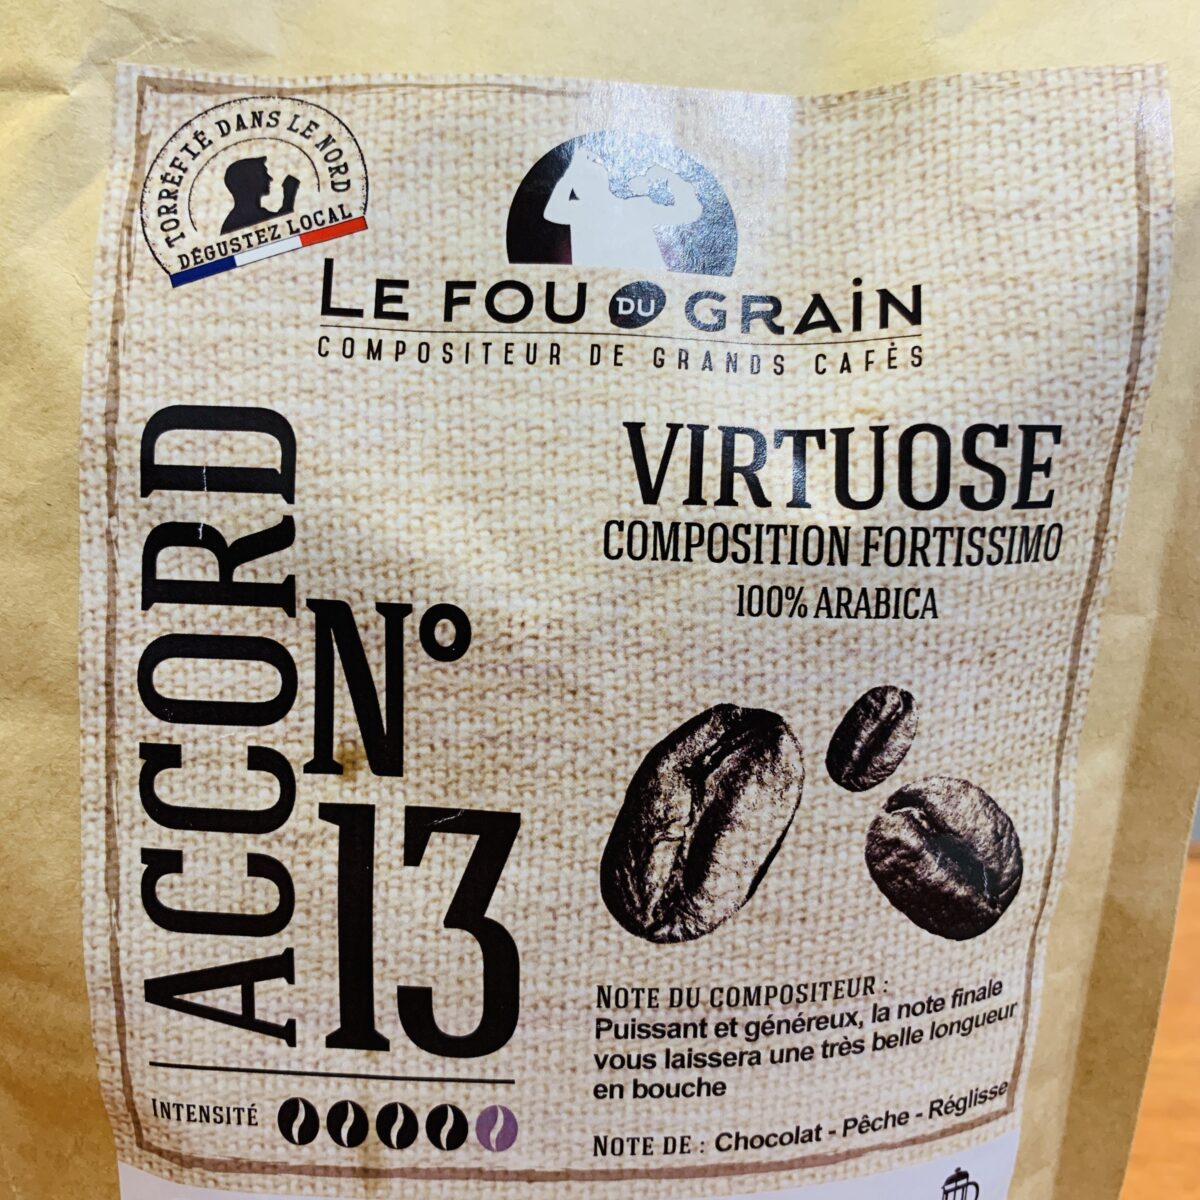 TORRÉFIÉ DANS LE NORD
DÉGUSTEZ LOCAL
LE FOU DU GRAIN
COMPOSITEUR DE GRANDS CAFÉS
ACCORD
N°
13
VIRTUOSE
COMPOSITION FORTISSIMO
100% ARABICA
NOTE DU COMPOSITEUR :
Puissant et généreux, la note finale
vous laissera une très belle longueur
en bouche
INTENSITÉ
NOTE DE : Chocolat - Pêche - Réglisse